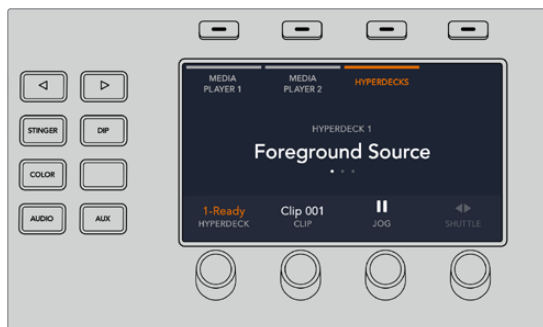 MEDIA
PLAYER 1
MEDIA
PLAYER 2
HYPERDECKS
STINGER
DIP
HYPERDECK 1
Foreground Source
COLOR
AUDIO
AUX
1-Ready
HYPERDECK
Clip 001
CLIP
JOG
SHUTTLE